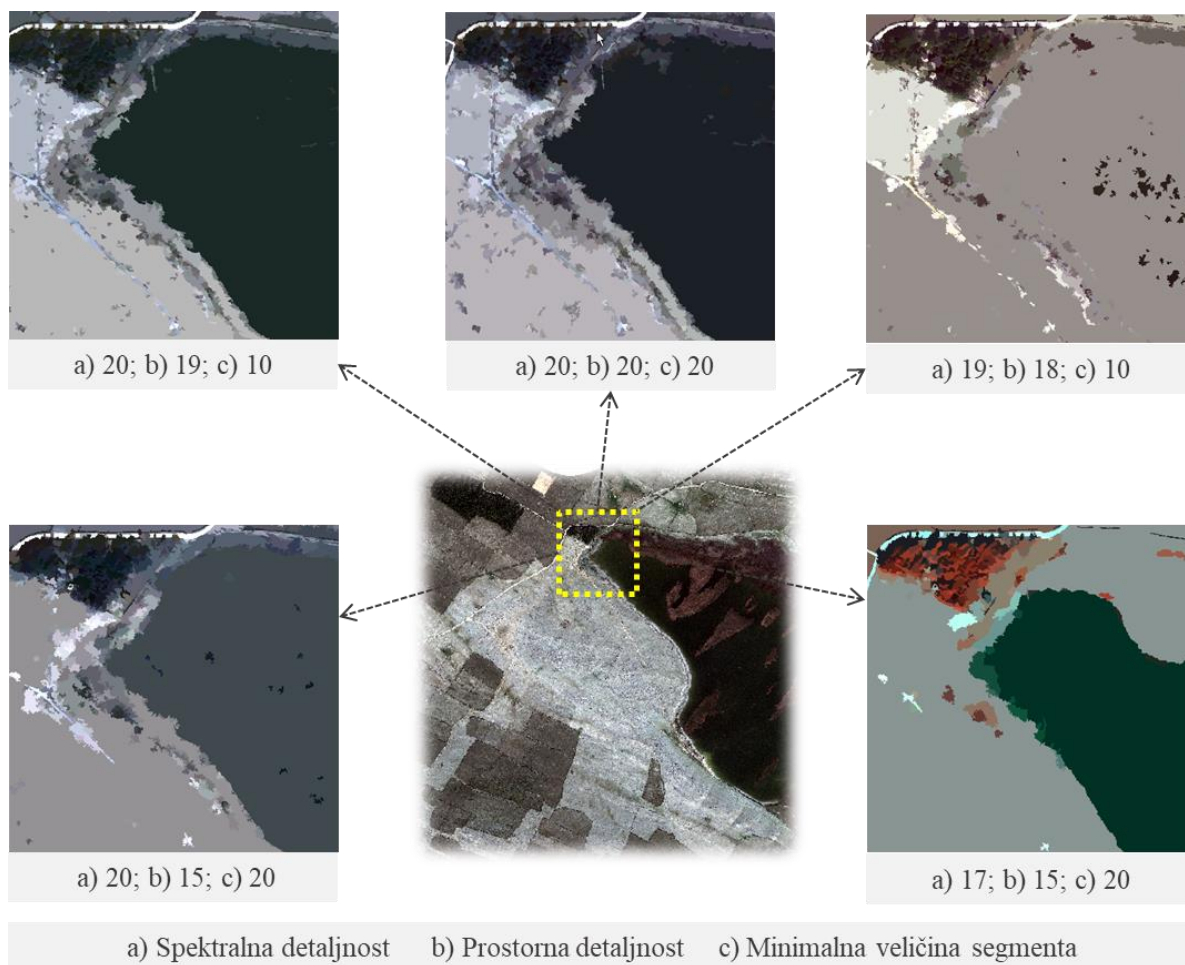 a) 20; b) 19; c) 10
a) 20; b) 20; c) 20
a) 19; b) 18; c) 10
a) 20; b) 15; c) 20
a) 17; b) 15; c) 20
a) Spektralna detaljnost b) Prostorna detaljnost c) Minimalna veličina segmenta